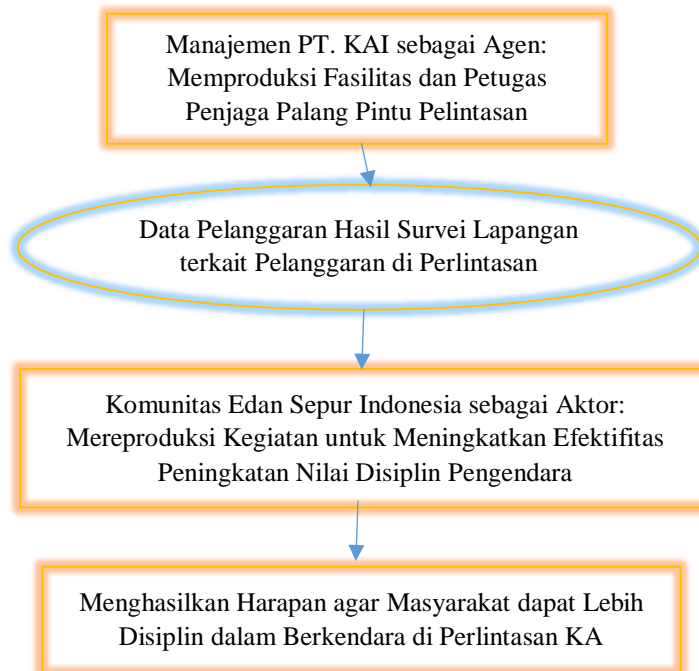 Manajemen PT. KAI sebagai Agen:
Memproduksi Fasilitas dan Petugas
Penjaga Palang Pintu Pelintasan
Data Pelanggaran Hasil Survei Lapangan
terkait Pelanggaran di Perlintasan
Komunitas Edan Sepur Indonesia sebagai Aktor:
Mereproduksi Kegiatan untuk Meningkatkan Efektifitas
Peningkatan Nilai Disiplin Pengendara
Menghasilkan Harapan agar Masyarakat dapat Lebih
Disiplin dalam Berkendara di Perlintasan KA